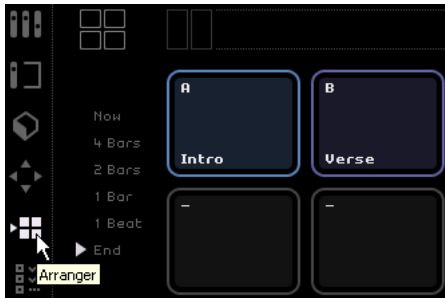 A
B
Now
4 Bars
Intro
Verse
2 Bars
1 Bar
–
–
1 Beat
End
Arranger